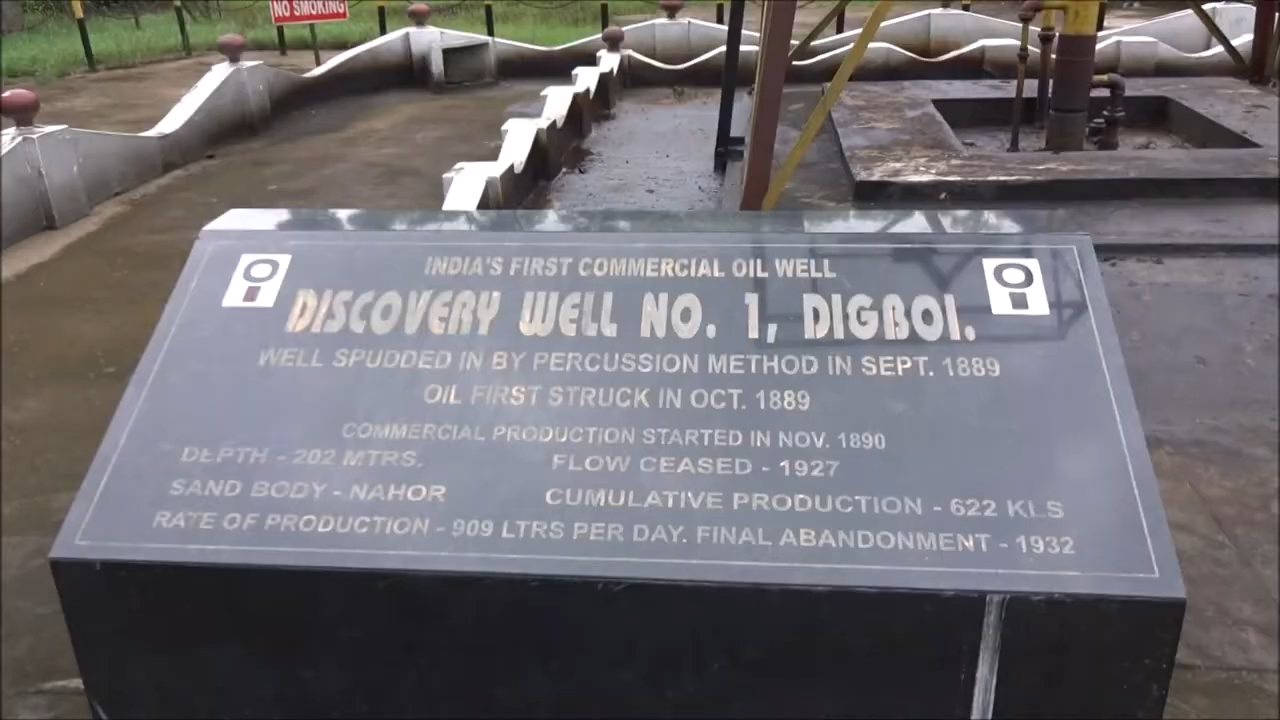 NO SMOKING
INDIA'S FIRST COMMERCIAL OIL WELL
DISCOVERY WELL NO. 1, DIGBOI.
WELL SPUDDED IN BY PERCUSSION METHOD IN SEPT. 1889
OIL FIRST STRUCK IN OCT. 1889
COMMERCIAL PRODUCTION STARTED IN NOV. 1890
DEPTH - 202 MTRS. FLOW CEASED - 1927
SAND BODY - NAHOR CUMULATIVE PRODUCTION - 622 KLS
RATE OF PRODUCTION - 909 LTRS PER DAY. FINAL ABANDONMENT - 1932